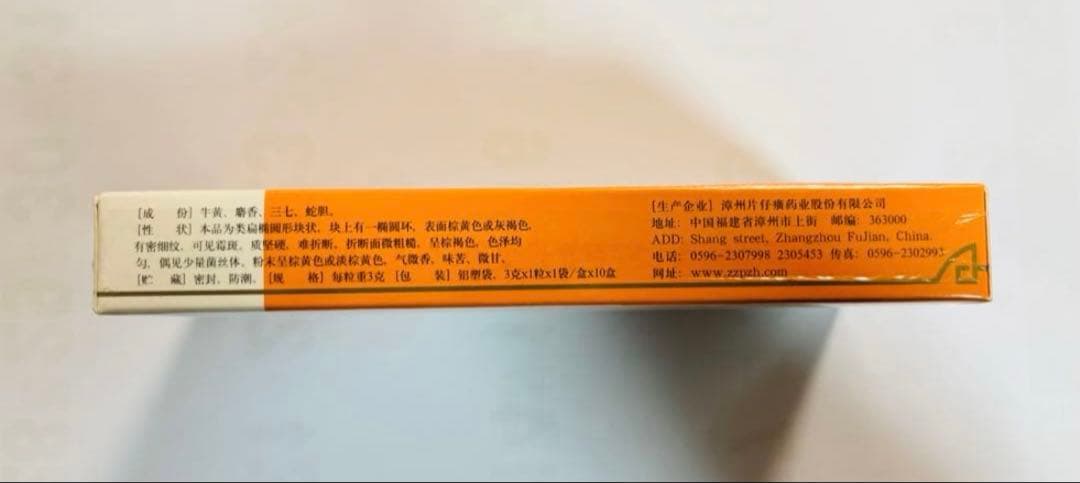 [成 份] 牛黄、麝香、三七、蛇胆。
[性 状] 本品为类扁椭圆形块状，块上有一椭圆环，表面棕黄色或灰褐色，
有密细纹，可见霉斑。质坚硬，难折断。折断面微粗糙，呈棕褐色，色泽均
匀，偶见少量菌丝体。粉末呈棕黄色或淡棕黄色，气微香，味苦、微甘。
[贮 藏] 密封，防潮。[规 格] 每粒重3克 [包 装] 铝塑袋，3克x1粒x1袋/盒x10盒
[生产企业] 漳州片仔癀药业股份有限公司
地址：中国福建省漳州市上街 邮编：363000
ADD: Shang street, Zhangzhou FuJian, China.
电话：0596-2307998 2305453 传真：0596-2302993
网址：www.zzpzh.com